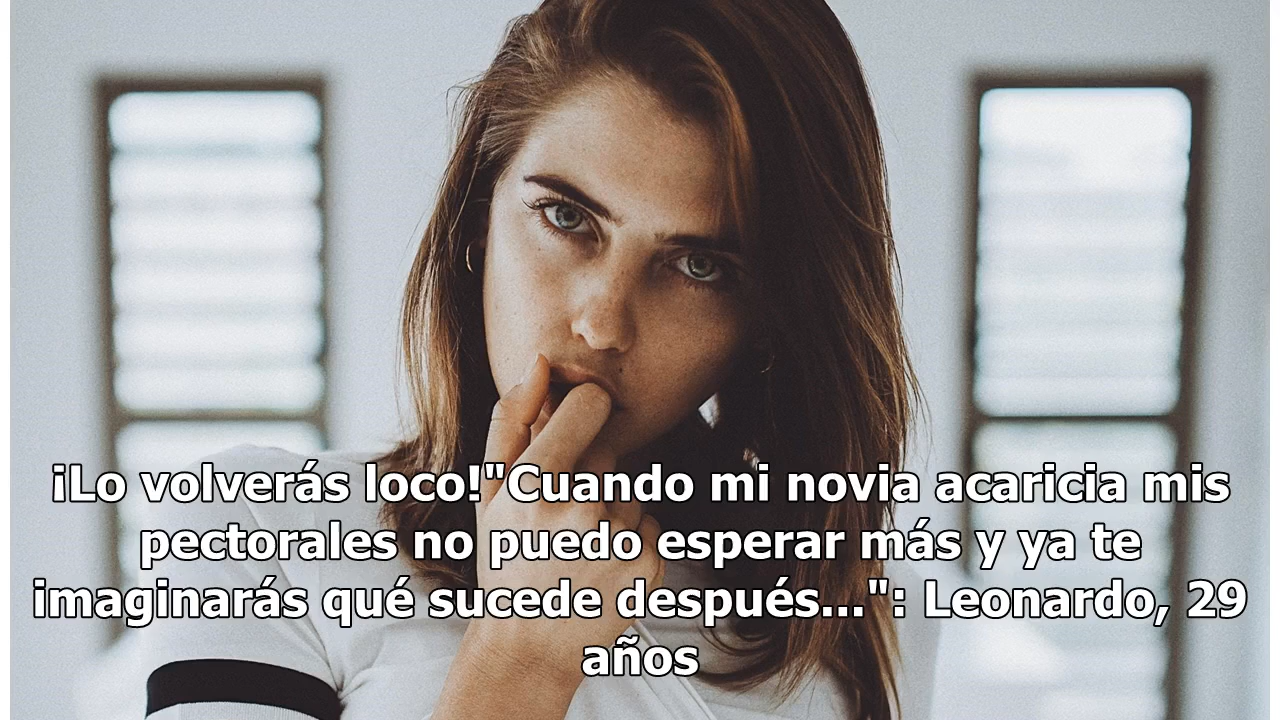 ¡Lo volverás loco!"Cuando mi novia acaricia mis
pectorales no puedo esperar más y ya te
imaginarás qué sucede después...": Leonardo, 29
años